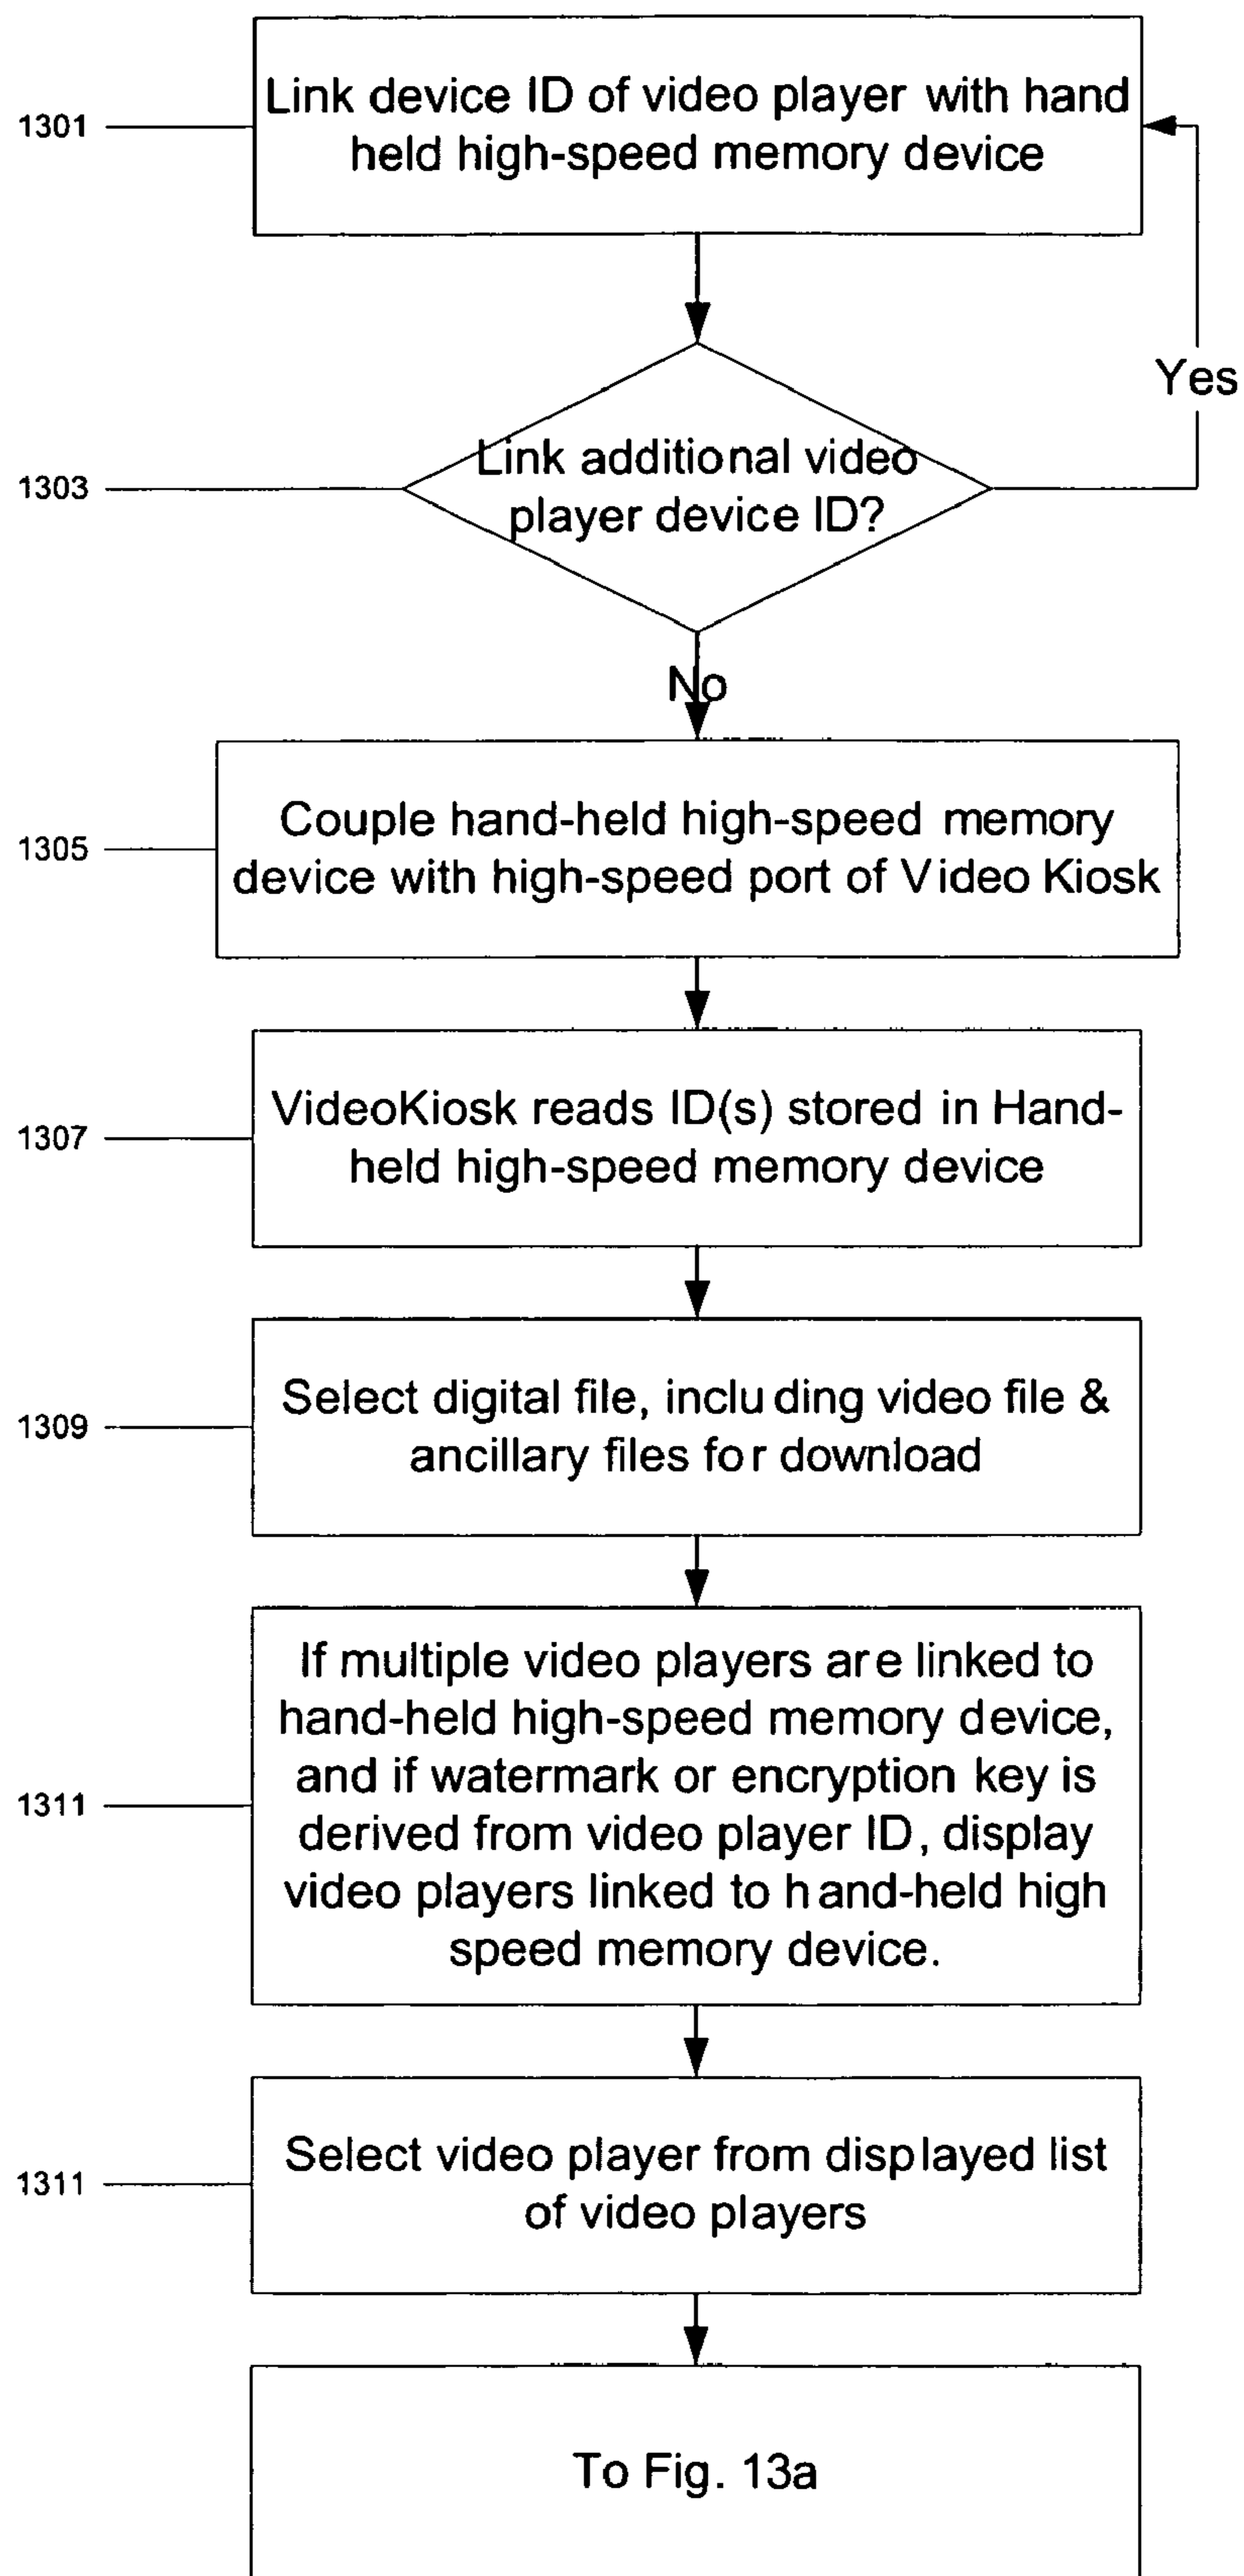 Link device ID of video player with hand
held high-speed memory device
1301
Yes
Link additional video
player device ID?
1303
No
Couple hand-held high-speed memory
device with high-speed port of Video Kiosk
1305
VideoKiosk reads ID(s) stored in Hand-
held high-speed memory device
1307
Select digital file, including video file &
ancillary files for download
1309
If multiple video players are linked to
hand-held high-speed memory device,
and if watermark or encryption key is
derived from video player ID, display
video players linked to hand-held high
speed memory device.
1311
Select video player from displayed list
of video players
1311
To Fig. 13a